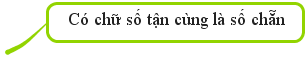 Có chữ số tận cùng là số chẵn